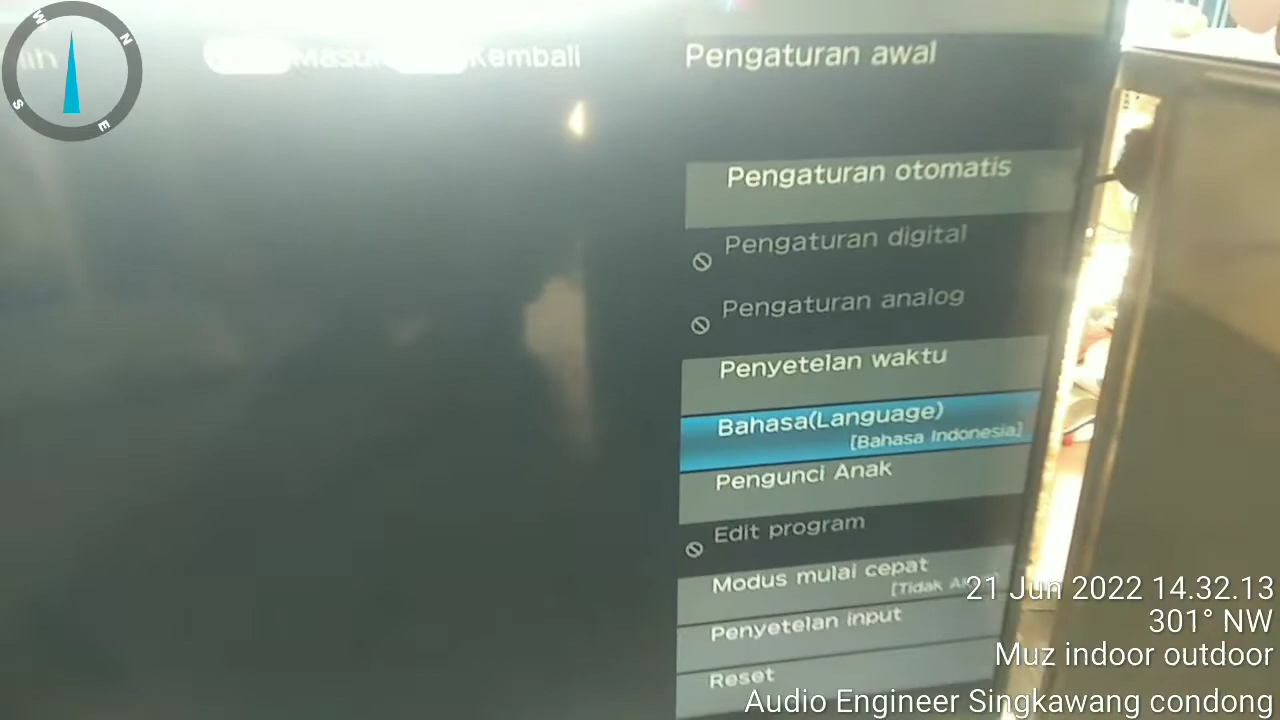 Kembali
Pengaturan awal
Pengaturan otomatis
Pengaturan digital
Pengaturan analog
Penyetelan waktu
Bahasa(Language)
[Bahasa Indonesia]
Pengunci Anak
Edit program
Modus mulai cepat
[Tidak
Penyetelan input
Reset
N
W
S
E
21 Jun 2022 14.32.13
301° NW
Muz indoor outdoor
Audio Engineer Singkawang condong